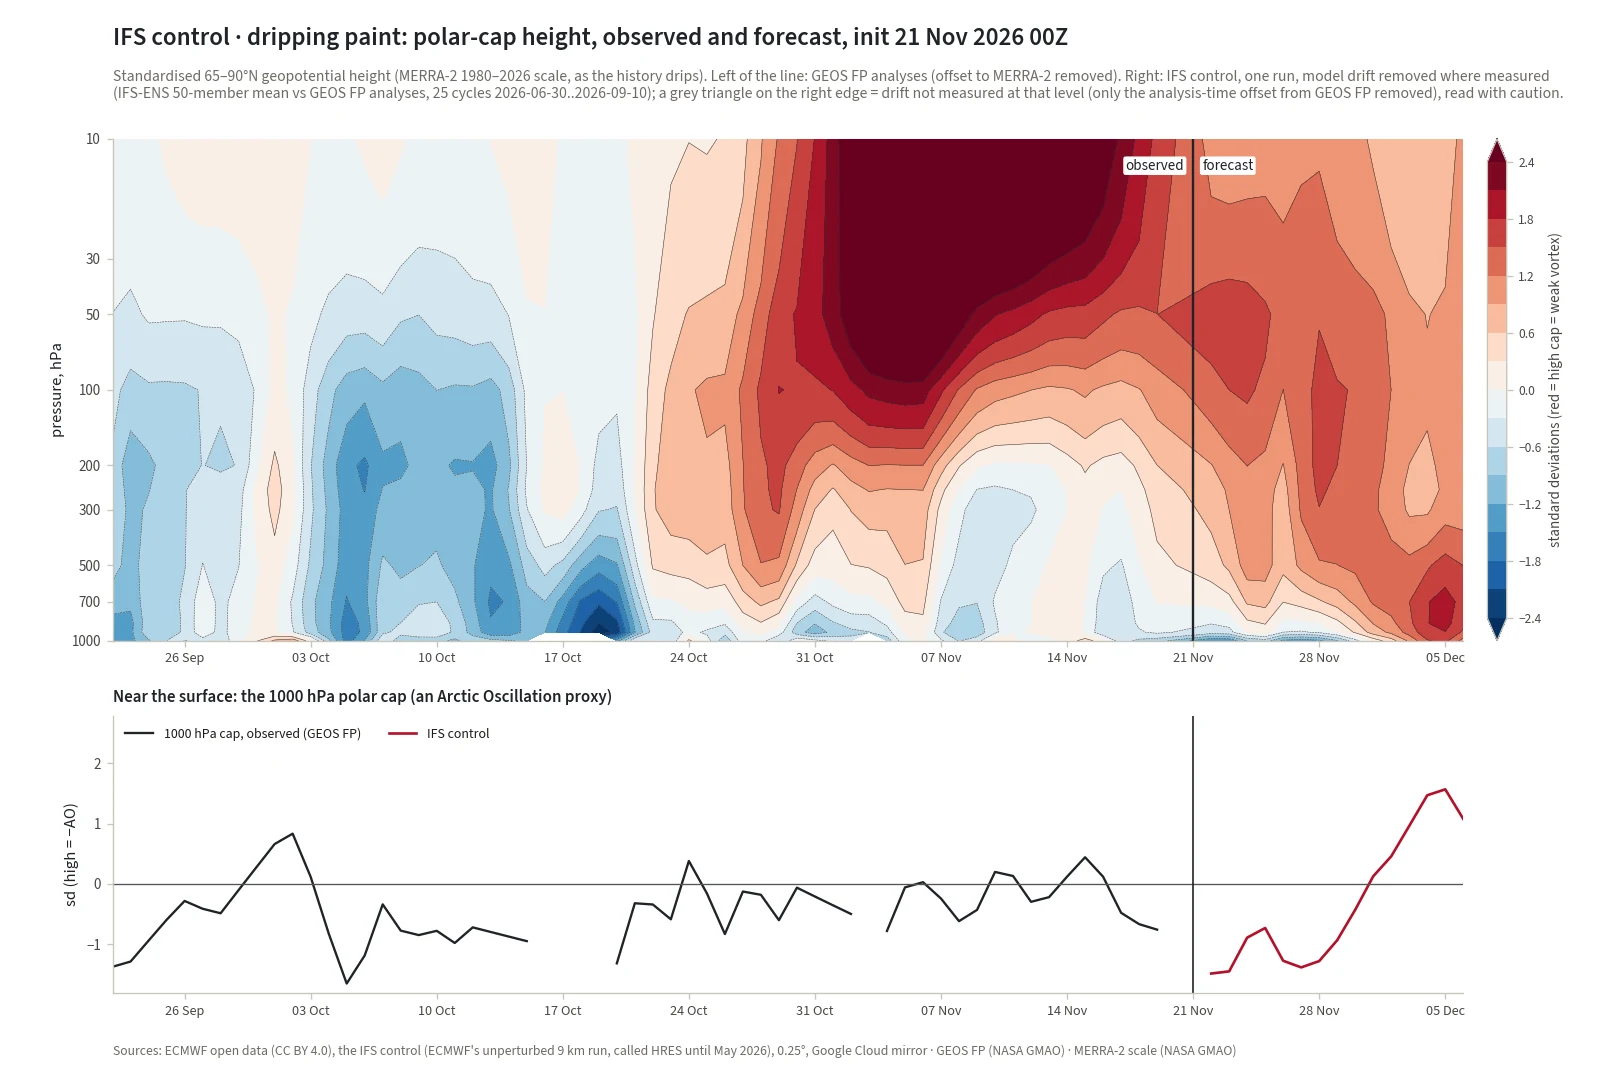 IFS control · dripping paint: polar-cap height, observed and forecast, init 21 Nov 2026 00Z
Standardised 65–90°N geopotential height (MERRA-2 1980–2026 scale, as the history drips). Left of the line: GEOS FP analyses (offset to MERRA-2 removed). Right: IFS control, one run, model drift removed where measured
(IFS-ENS 50-member mean vs GEOS FP analyses, 25 cycles 2026-06-30..2026-09-10); a grey triangle on the right edge = drift not measured at that level (only the analysis-time offset from GEOS FP removed), read with caution.
pressure, hPa
10
30
50
100
200
300
500
700
1000
observed
forecast
26 Sep
03 Oct
10 Oct
17 Oct
24 Oct
31 Oct
07 Nov
14 Nov
21 Nov
28 Nov
05 Dec
2.4
1.8
1.2
0.6
0.0
−0.6
−1.2
−1.8
−2.4
standard deviations (red = high cap = weak vortex)
Near the surface: the 1000 hPa polar cap (an Arctic Oscillation proxy)
1000 hPa cap, observed (GEOS FP)
IFS control
sd (high = −AO)
2
1
0
−1
26 Sep
03 Oct
10 Oct
17 Oct
24 Oct
31 Oct
07 Nov
14 Nov
21 Nov
28 Nov
05 Dec
Sources: ECMWF open data (CC BY 4.0), the IFS control (ECMWF's unperturbed 9 km run, called HRES until May 2026), 0.25°, Google Cloud mirror · GEOS FP (NASA GMAO) · MERRA-2 scale (NASA GMAO)